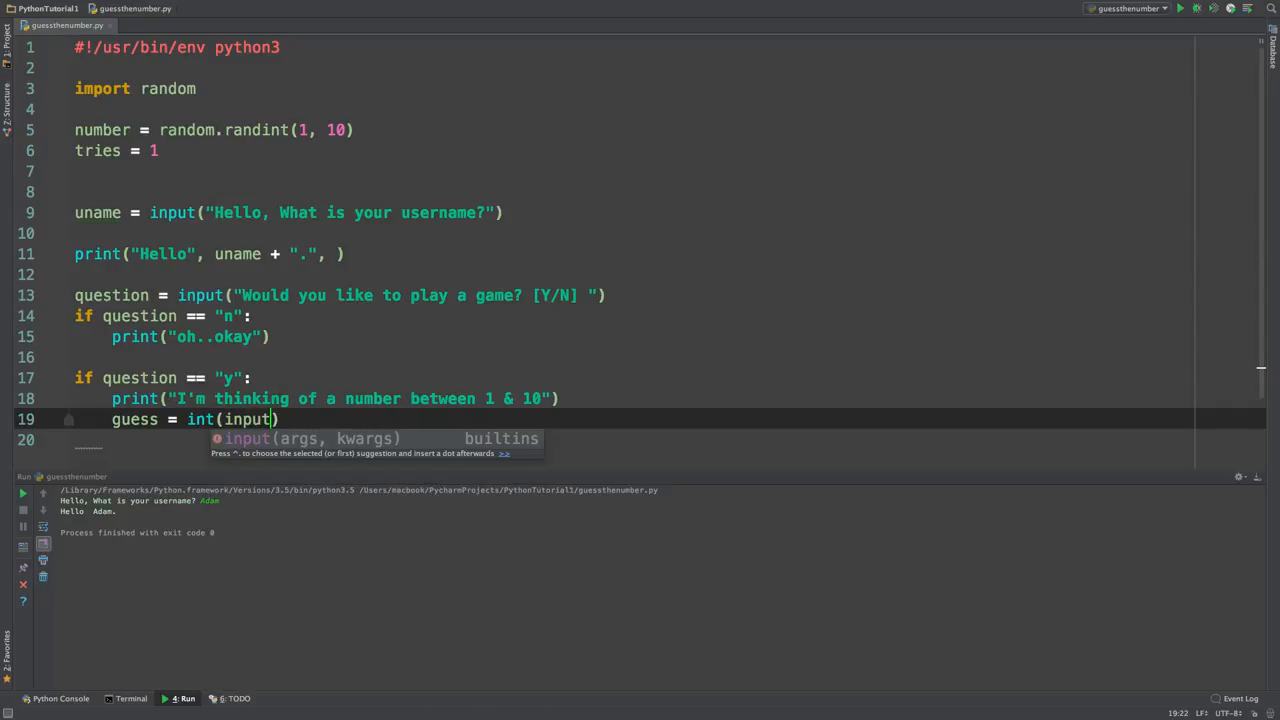 PythonTutorial1 guessthenumber.py guessthenumber
guessthenumber.py
1: Project
Z: Structure
2: Favorites
Database
1 #!/usr/bin/env python3
2
3 import random
4
5 number = random.randint(1, 10)
6 tries = 1
7
8
9 uname = input("Hello, What is your username?")
10
11 print("Hello", uname + ".", )
12
13 question = input("Would you like to play a game? [Y/N] ")
14 if question == "n":
15 print("oh..okay")
16
17 if question == "y":
18 print("I'm thinking of a number between 1 & 10")
19 guess = int(input)
20
input(args, kwargs) builtins
Press ^. to choose the selected (or first) suggestion and insert a dot afterwards >>
Run guessthenumber
/Library/Frameworks/Python.framework/Versions/3.5/bin/python3.5 /Users/macbook/PycharmProjects/PythonTutorial1/guessthenumber.py
Hello, What is your username? Adam
Hello Adam.
Process finished with exit code 0
Python Console Terminal 4: Run 6: TODO Event Log
19:22 LF÷ UTF-8÷